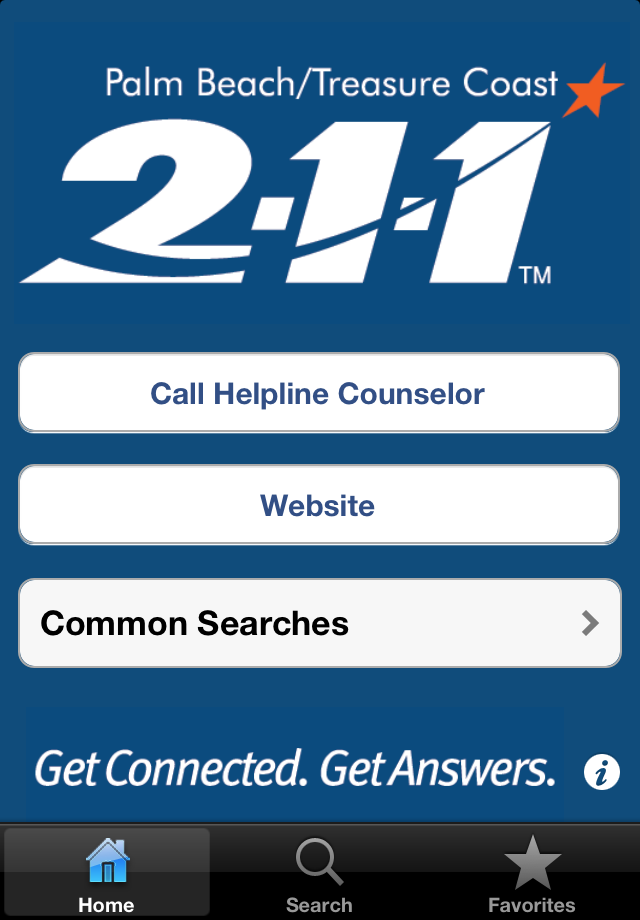 Palm Beach/Treasure Coast
2-1-1
TM
Call Helpline Counselor
Website
Common Searches
Get Connected. Get Answers.
i
Home
Search
Favorites